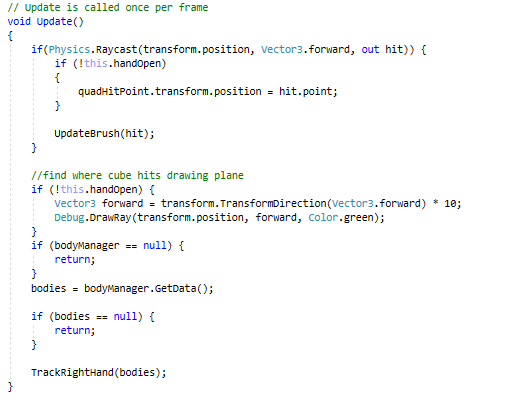 // Update is called once per frame
void Update()
{
    if(Physics.Raycast(transform.position, Vector3.forward, out hit)) {
        if (!this.handOpen)
        {
            quadHitPoint.transform.position = hit.point;
        }

        UpdateBrush(hit);
    }

    //find where cube hits drawing plane
    if (!this.handOpen) {
        Vector3 forward = transform.TransformDirection(Vector3.forward) * 10;
        Debug.DrawRay(transform.position, forward, Color.green);
    }
    if (bodyManager == null) {
        return;
    }
    bodies = bodyManager.GetData();

    if (bodies == null) {
        return;
    }

    TrackRightHand(bodies);
}